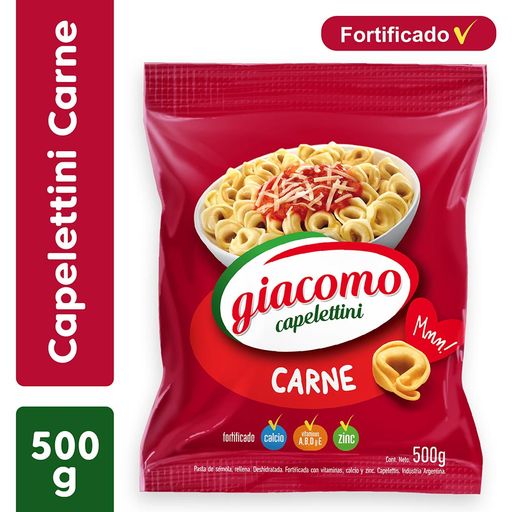 Fortificado
Capelettini Carne
500
g
giacomo
capelettini
Mmm!
CARNE
fortificado
calcio
vitaminas
A,B,D y E
zinc
Cont. Neto. 500g
Pasta de sémola, rellena. Deshidratada. Fortificada con vitaminas, calcio y zinc. Capelettis. Industria Argentina.